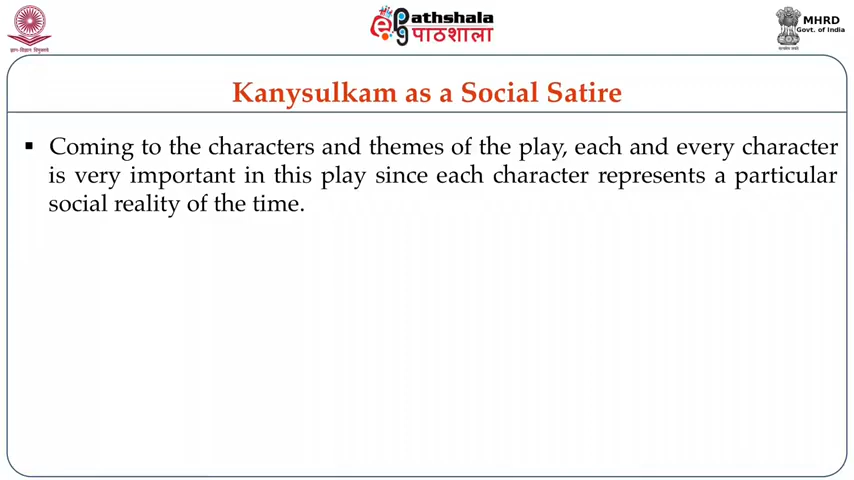 ePathshala
पाठशाला
MHRD
Govt. of India
Kanysulkam as a Social Satire
▪ Coming to the characters and themes of the play, each and every character
is very important in this play since each character represents a particular
social reality of the time.